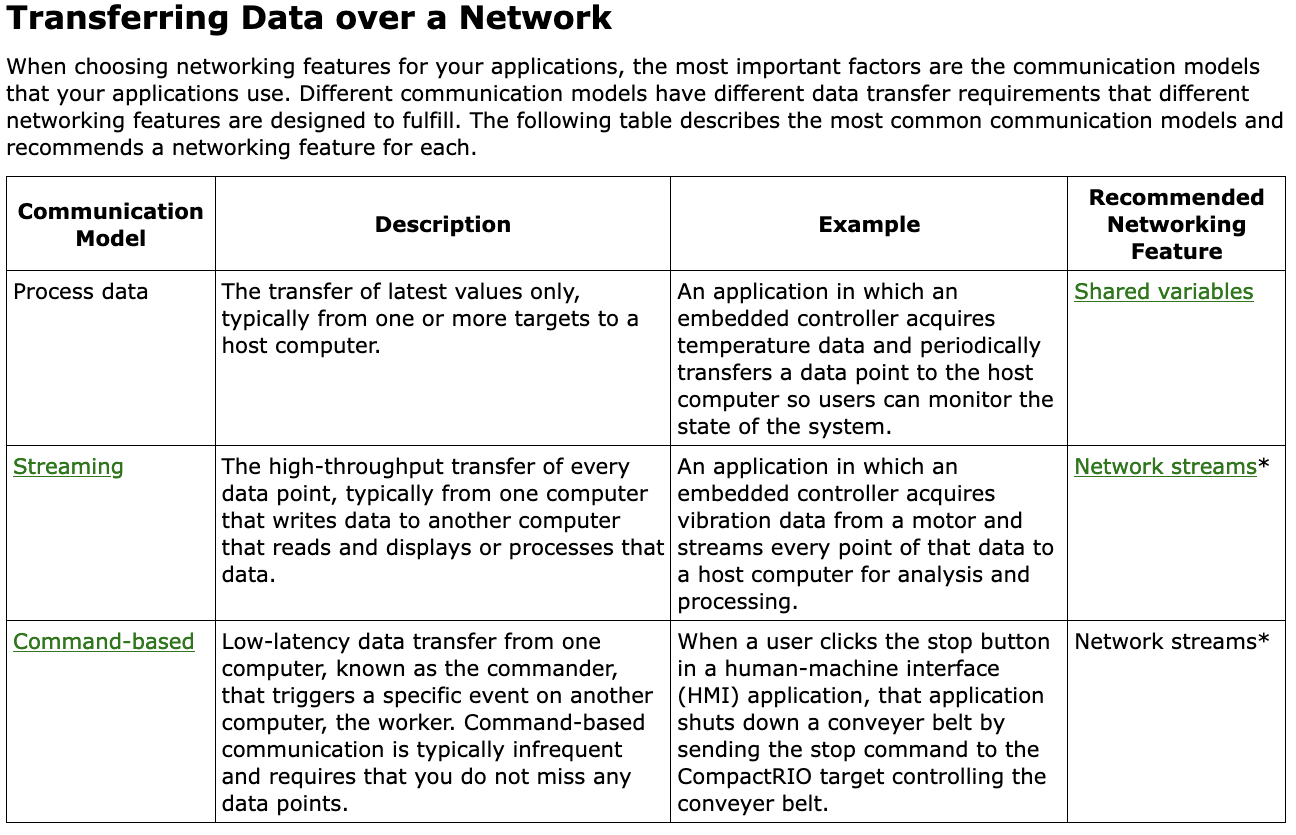 Transferring Data over a Network
When choosing networking features for your applications, the most important factors are the communication models
that your applications use. Different communication models have different data transfer requirements that different
networking features are designed to fulfill. The following table describes the most common communication models and
recommends a networking feature for each.
Communication
Model
Description
Example
Recommended
Networking
Feature
Process data
The transfer of latest values only,
typically from one or more targets to a
host computer.
An application in which an
embedded controller acquires
temperature data and periodically
transfers a data point to the host
computer so users can monitor the
state of the system.
Shared variables
Streaming
The high-throughput transfer of every
data point, typically from one computer
that writes data to another computer
that reads and displays or processes that
data.
An application in which an
embedded controller acquires
vibration data from a motor and
streams every point of that data to
a host computer for analysis and
processing.
Network streams*
Command-based
Low-latency data transfer from one
computer, known as the commander,
that triggers a specific event on another
computer, the worker. Command-based
communication is typically infrequent
and requires that you do not miss any
data points.
When a user clicks the stop button
in a human-machine interface
(HMI) application, that application
shuts down a conveyer belt by
sending the stop command to the
CompactRIO target controlling the
conveyer belt.
Network streams*